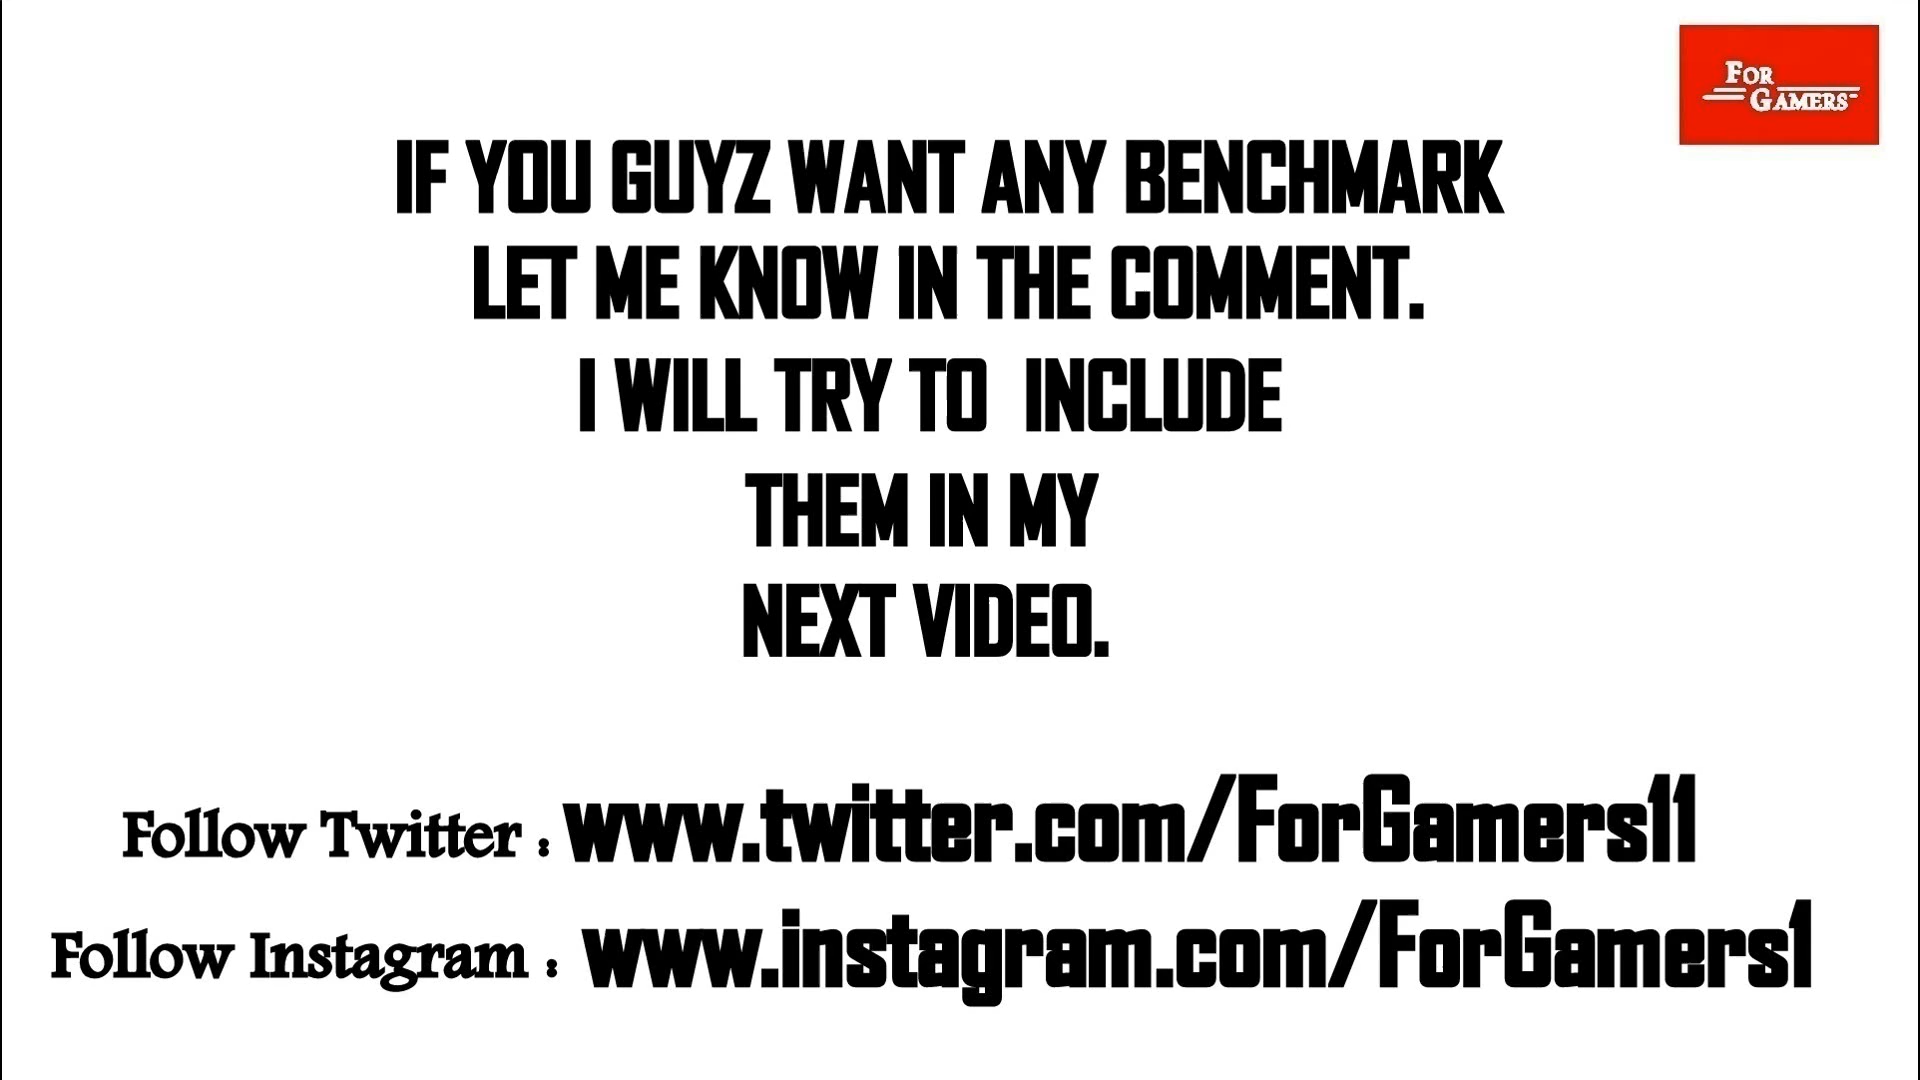 FOR
GAMERS
IF YOU GUYZ WANT ANY BENCHMARK
LET ME KNOW IN THE COMMENT.
I WILL TRY TO INCLUDE
THEM IN MY
NEXT VIDEO.
Follow Twitter : www.twitter.com/ForGamers11
Follow Instagram : www.instagram.com/ForGamers1